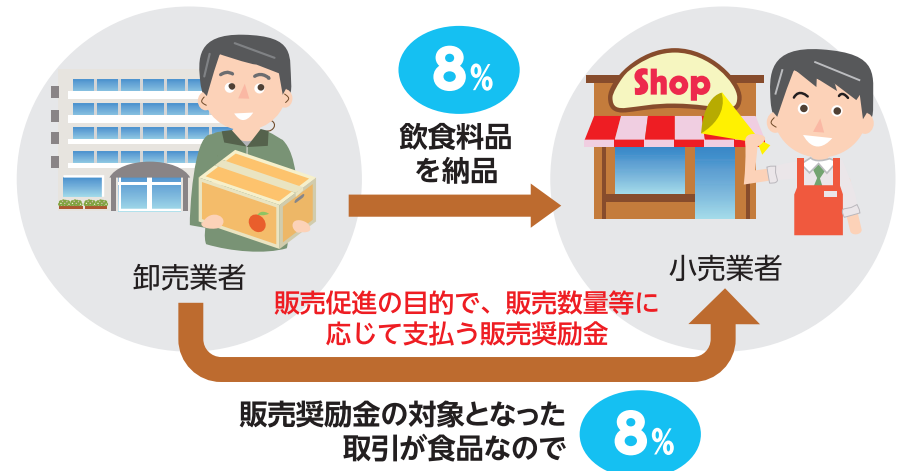 8%
飲食料品
を納品
Shop
卸売業者
小売業者
販売促進の目的で、販売数量等に
応じて支払う販売奨励金
販売奨励金の対象となった
取引が食品なので
8%